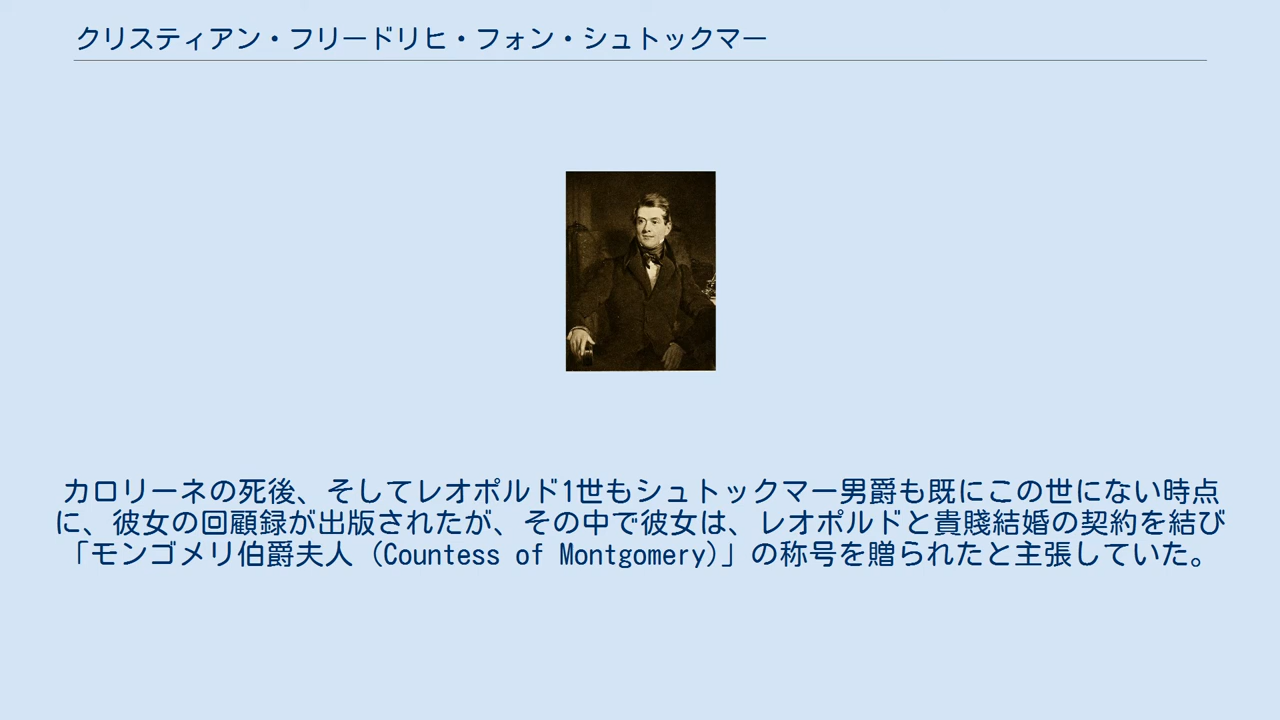 クリスティアン・フリードリヒ・フォン・シュトックマー
カロリーネの死後、そしてレオポルド1世もシュトックマー男爵も既にこの世にない時点
に、彼女の回顧録が出版されたが、その中で彼女は、レオポルドと貴賤結婚の契約を結び
「モンゴメリ伯爵夫人（Countess of Montgomery）」の称号を贈られたと主張していた。